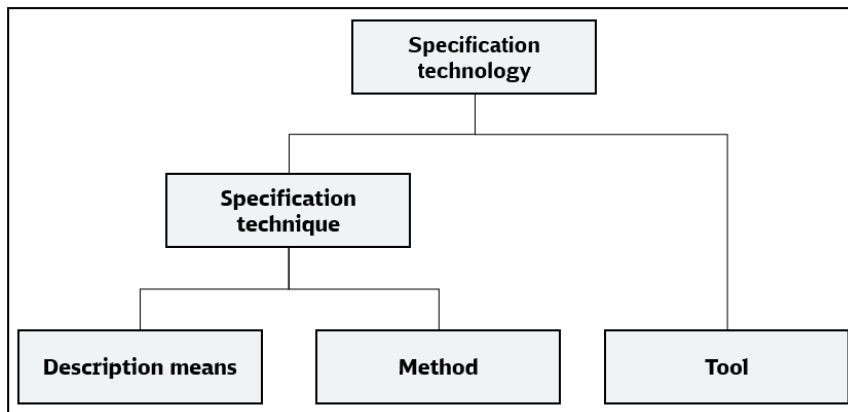 Specification
technology
Specification
technique
Description means
Method
Tool